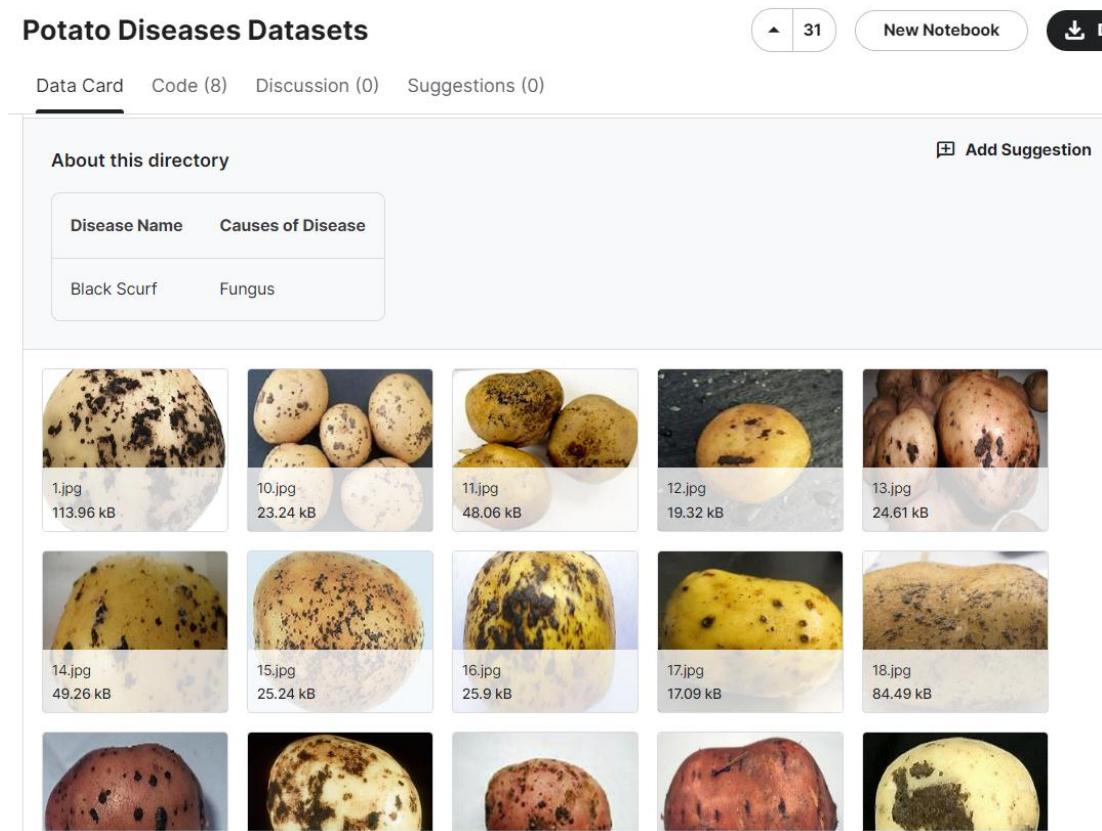 Potato Diseases Datasets
31
New Notebook
Data Card Code (8) Discussion (0) Suggestions (0)
About this directory
Add Suggestion
Disease Name Causes of Disease
Black Scurf Fungus
1.jpg 10.jpg 11.jpg 12.jpg 13.jpg
113.96 kB 23.24 kB 48.06 kB 19.32 kB 24.61 kB
14.jpg 15.jpg 16.jpg 17.jpg 18.jpg
49.26 kB 25.24 kB 25.9 kB 17.09 kB 84.49 kB